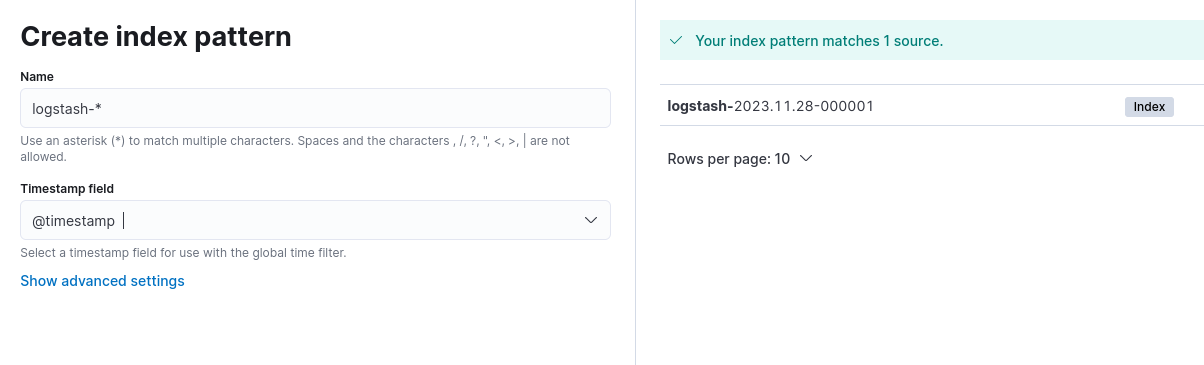 Create index pattern
Name
logstash-*
Use an asterisk (*) to match multiple characters. Spaces and the characters , /, ?, ", <, >, | are not
allowed.
Timestamp field
@timestamp
Select a timestamp field for use with the global time filter.
Show advanced settings
Your index pattern matches 1 source.
logstash-2023.11.28-000001 Index
Rows per page: 10